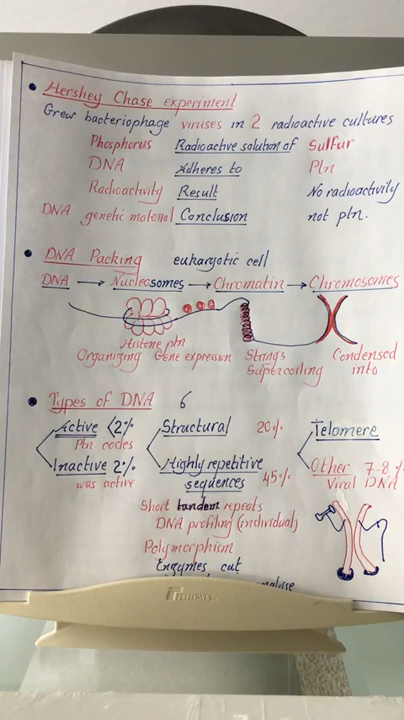 Hershey Chase experiment
Grew bacteriophage viruses in 2 radioactive cultures
Phosphorus Radioactive solution of Sulfur
DNA Adheres to Ptn
Radioactivity Result No radioactivity
DNA genetic material Conclusion not ptn.
DNA Packing eukaryotic cell
DNA → Nucleosomes → Chromatin → Chromosomes
Histone ptn
Organizing Gene expression Strings Supercoiling Condensed into
Types of DNA 6
Active <2% Structural 20% Telomere
Ptn codes
Inactive 2% Highly repetitive sequences 45% Other 7-8%
was active Viral DNA
Short tandem repeats
DNA profiling (individual)
Polymorphism
Enzymes cut
FELLOWES